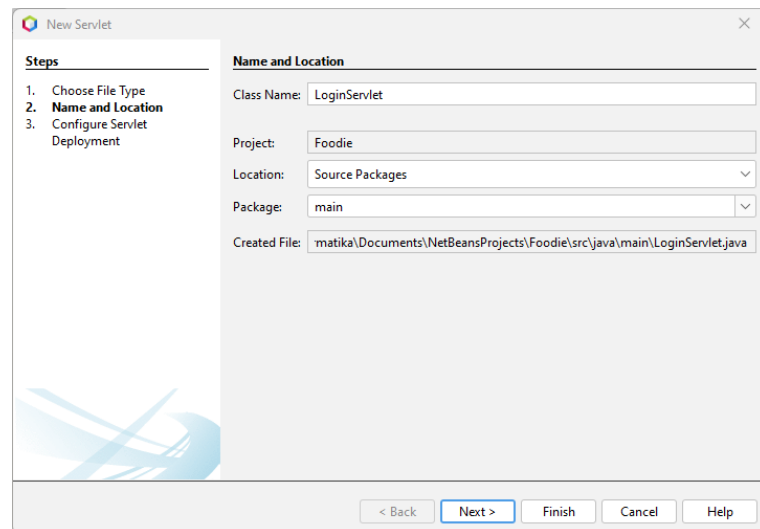 New Servlet
Steps
1. Choose File Type
2. Name and Location
3. Configure Servlet
Deployment
Name and Location
Class Name: LoginServlet
Project: Foodie
Location: Source Packages
Package: main
Created File: matika\Documents\NetBeansProjects\Foodie\src\java\main\LoginServlet.java
< Back Next > Finish Cancel Help